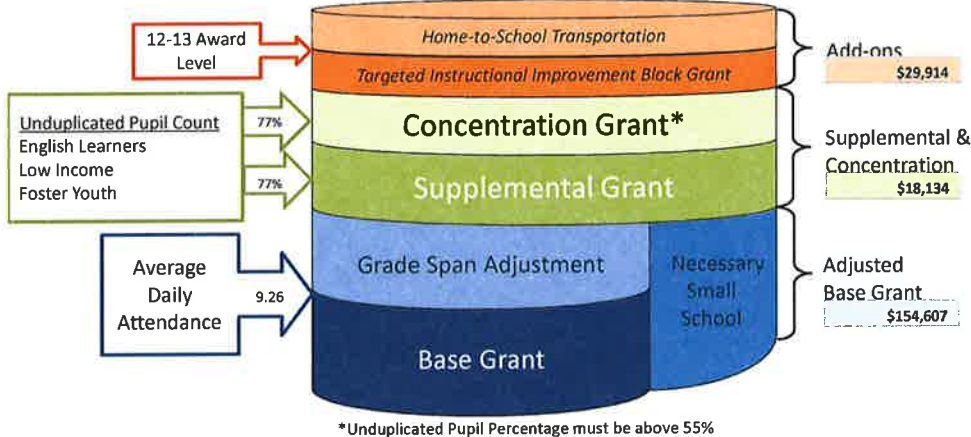 12-13 Award
Level
Home-to-School Transportation
Targeted Instructional Improvement Block Grant
Add-ons
$29,914
Unduplicated Pupil Count
English Learners
Low Income
Foster Youth
77%
77%
Concentration Grant*
Supplemental Grant
Supplemental &
Concentration
$18,134
Average
Daily
Attendance
9.26
Grade Span Adjustment
Base Grant
Necessary
Small
School
Adjusted
Base Grant
$154,607
*Unduplicated Pupil Percentage must be above 55%